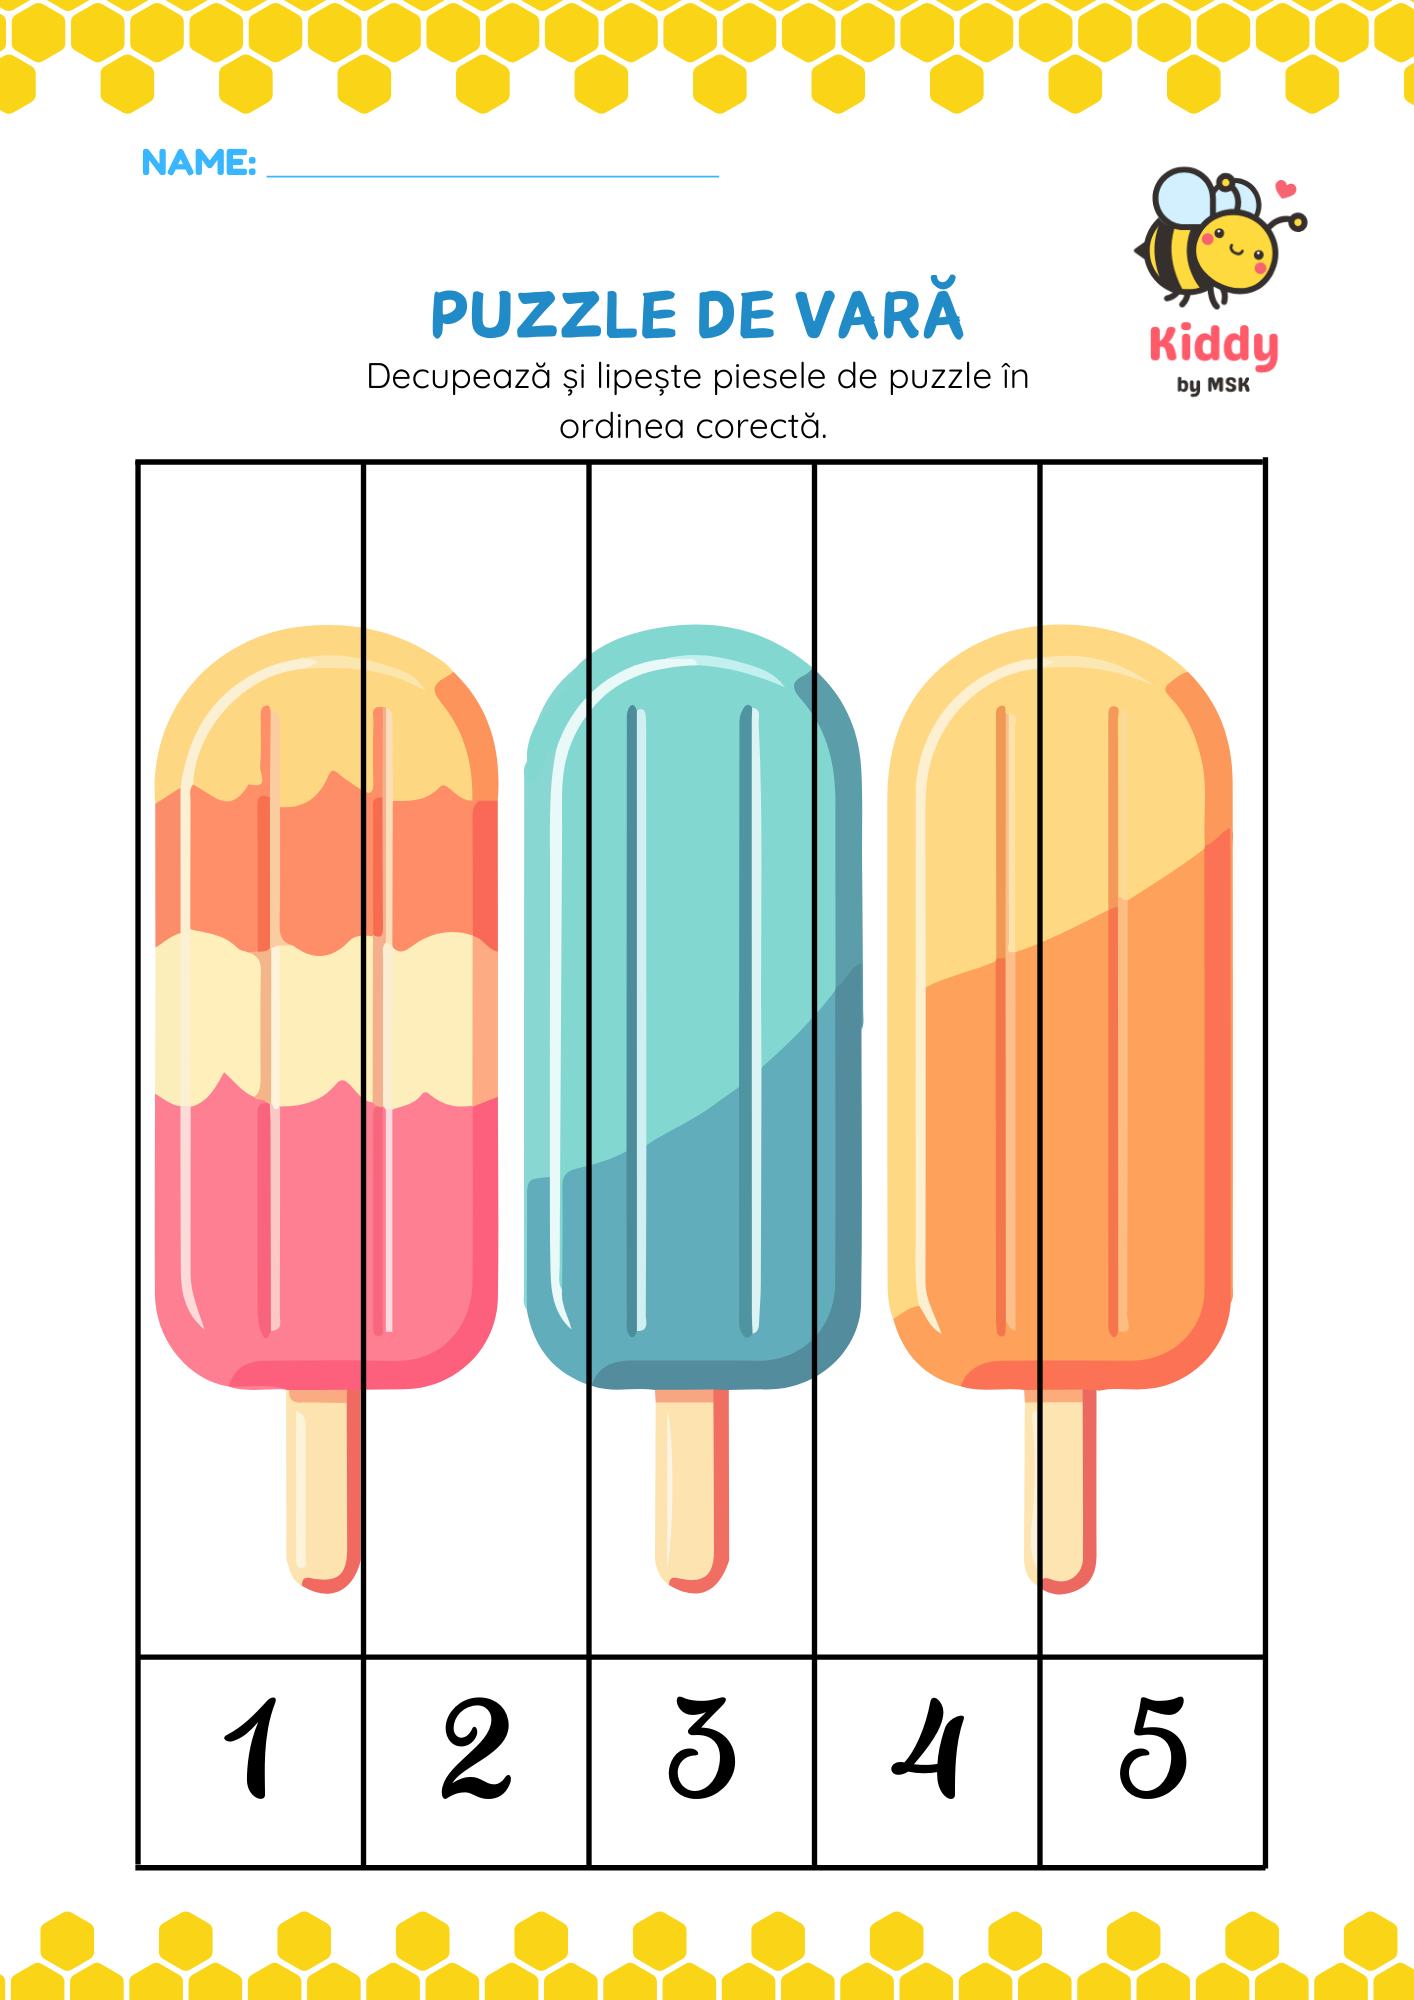 NAME:
PUZZLE DE VARĂ
Decupează și lipește piesele de puzzle în
ordinea corectă.
Kiddy
by MSK
1 2 3 4 5